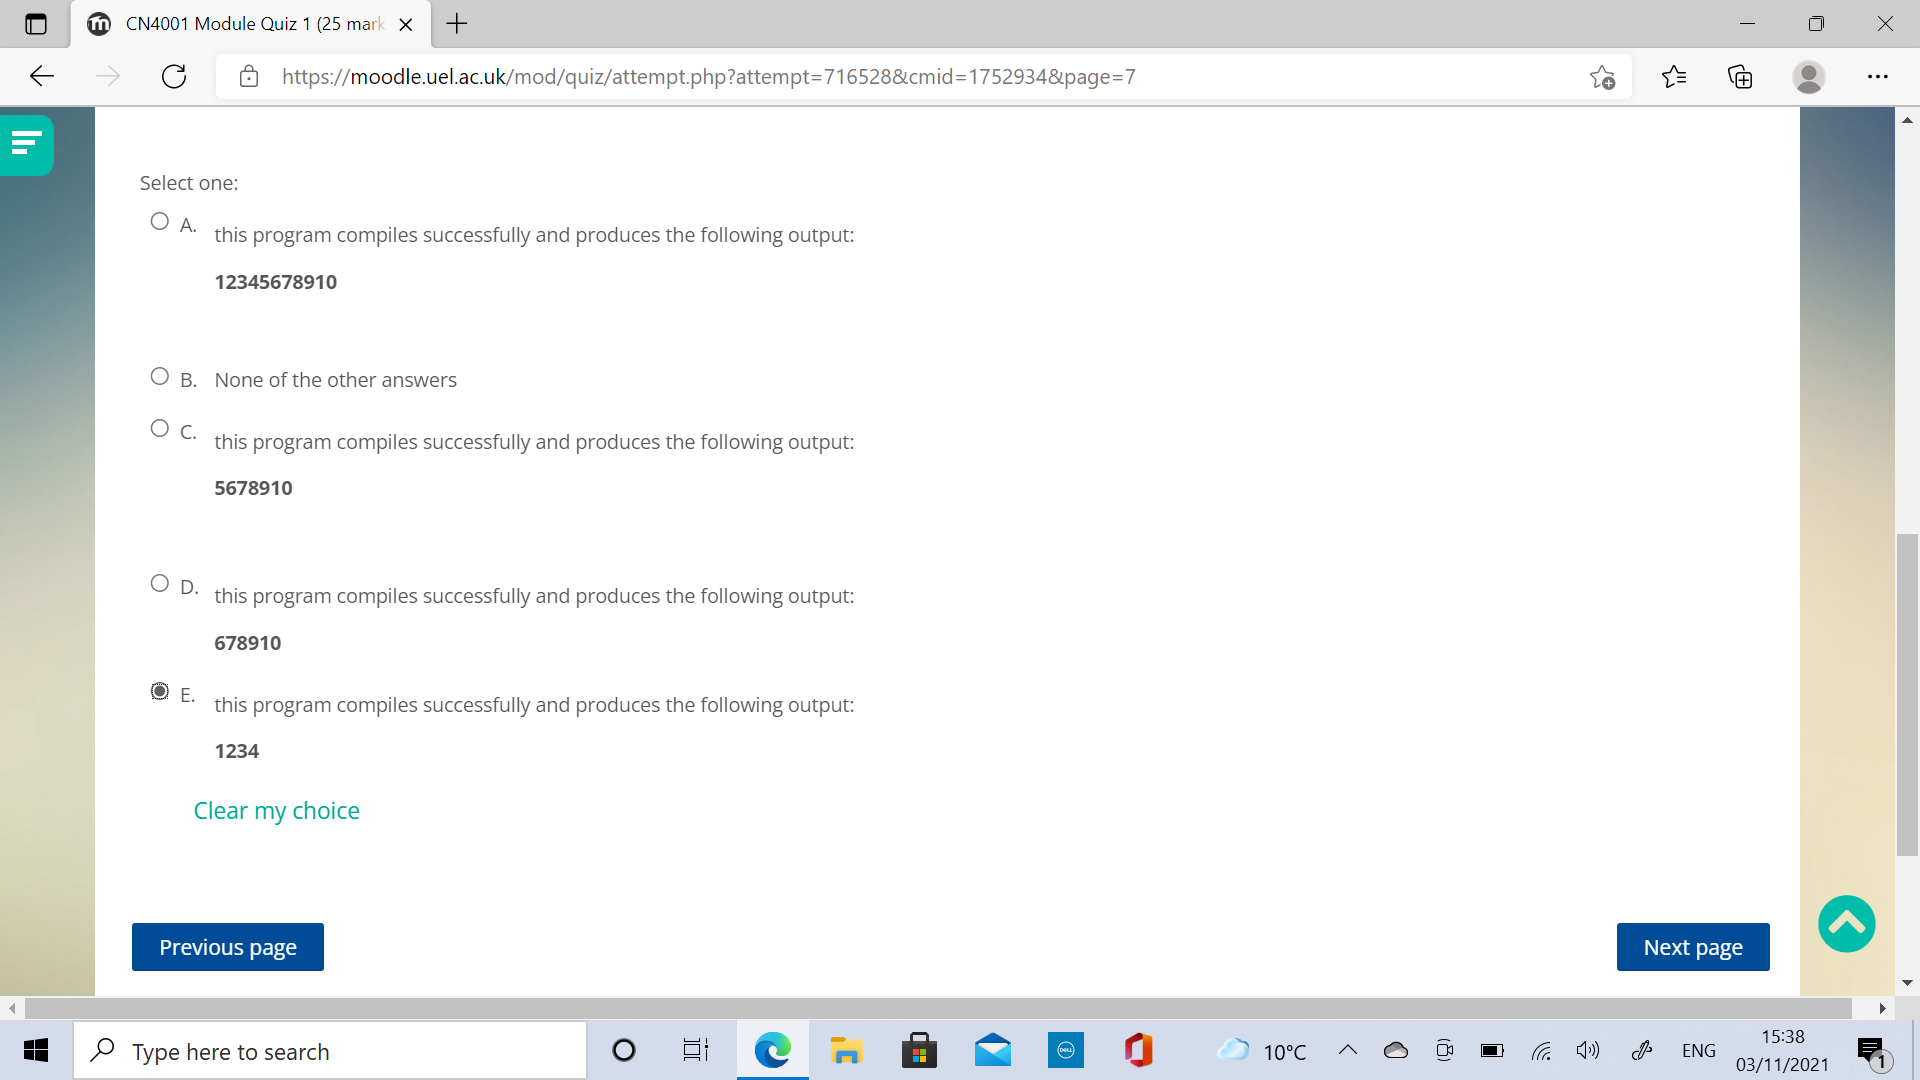 CN4001 Module Quiz 1 (25 mark
https://moodle.uel.ac.uk/mod/quiz/attempt.php?attempt=716528&cmid=1752934&page=7
Select one:
A. this program compiles successfully and produces the following output:
12345678910
B. None of the other answers
C. this program compiles successfully and produces the following output:
5678910
D. this program compiles successfully and produces the following output:
678910
E. this program compiles successfully and produces the following output:
1234
Clear my choice
Previous page
Next page
Type here to search
DELL
10°C
ENG
15:38
03/11/2021
1